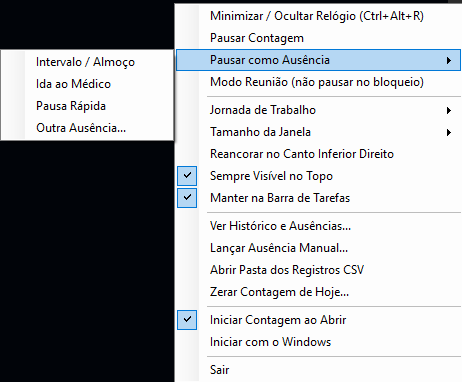 Minimizar / Ocultar Relógio (Ctrl+Alt+R)
Pausar Contagem
Pausar como Ausência
Intervalo / Almoço
Ida ao Médico
Pausa Rápida
Outra Ausência...
Modo Reunião (não pausar no bloqueio)
Jornada de Trabalho
Tamanho da Janela
Reancorar no Canto Inferior Direito
Sempre Visível no Topo
Manter na Barra de Tarefas
Ver Histórico e Ausências...
Lançar Ausência Manual...
Abrir Pasta dos Registros CSV
Zerar Contagem de Hoje...
Iniciar Contagem ao Abrir
Iniciar com o Windows
Sair